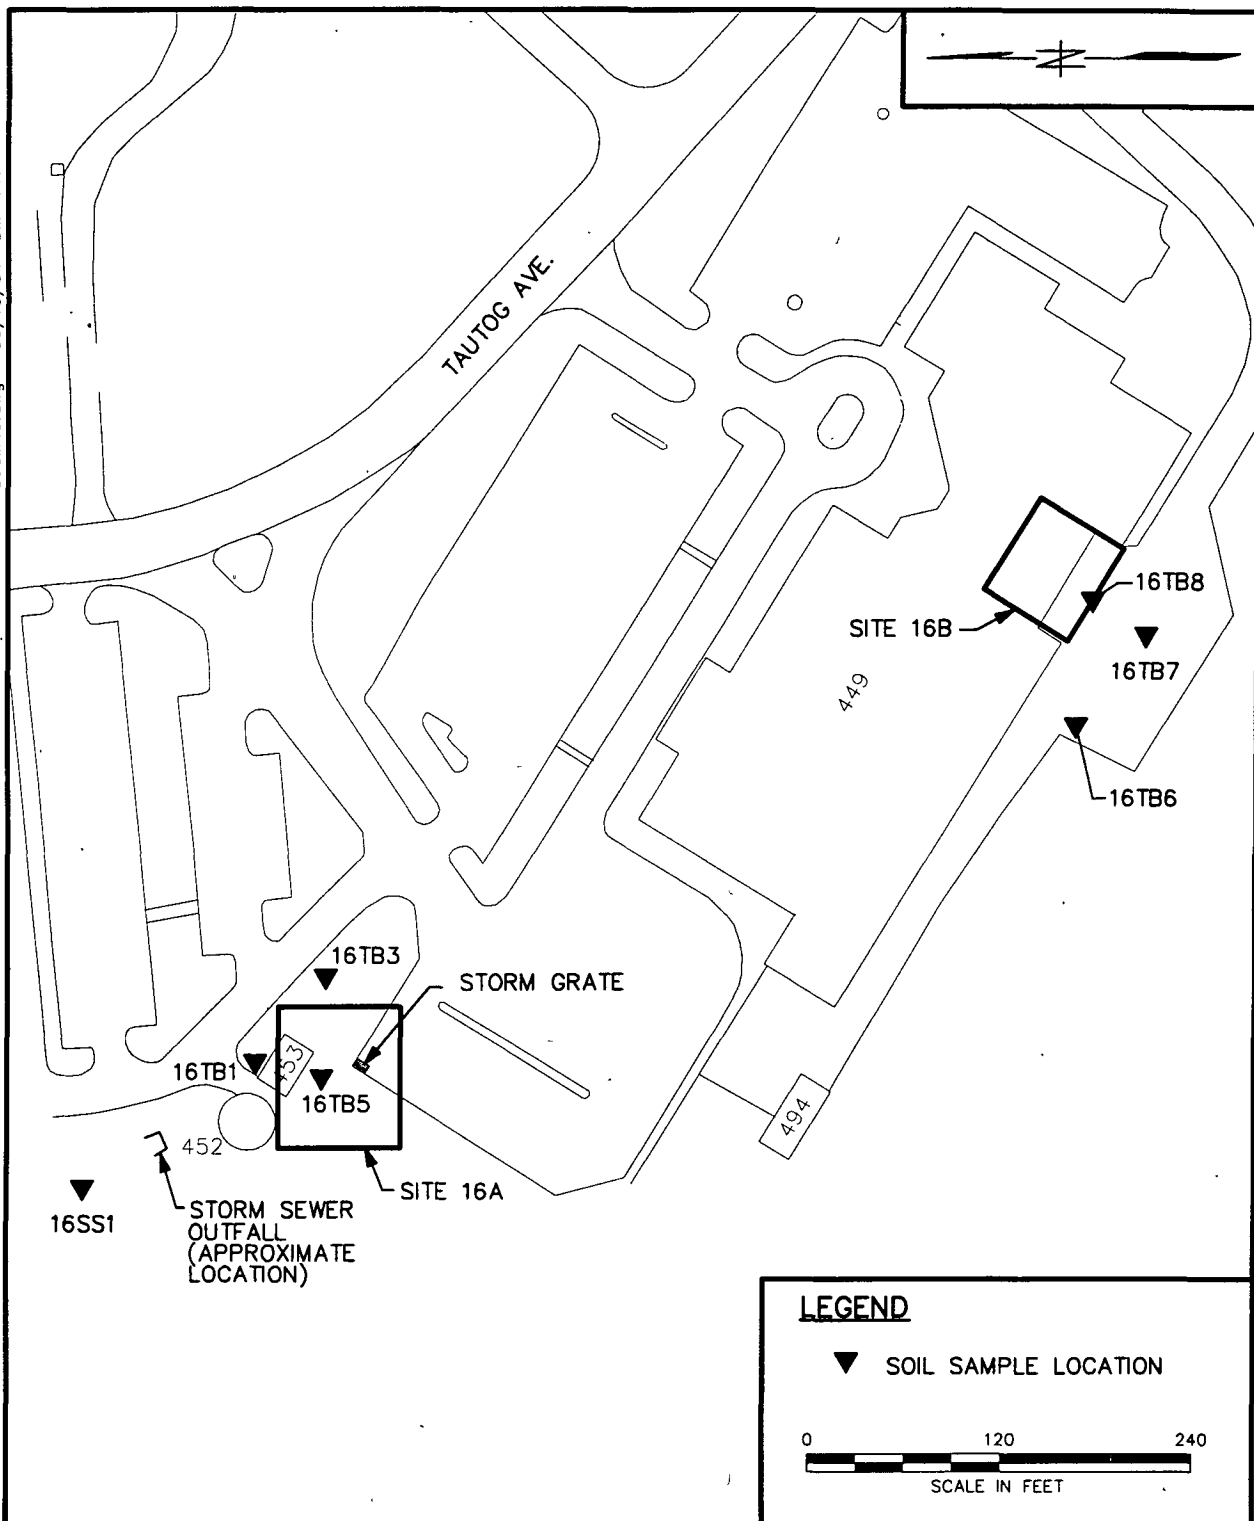 TAUTOG AVE.
16TB8
SITE 16B
16TB7
449
16TB6
16TB3
STORM GRATE
16TB1
453
16TB5
494
452
SITE 16A
16SS1
STORM SEWER
OUTFALL
(APPROXIMATE
LOCATION)
LEGEND
SOIL SAMPLE LOCATION
0 120 240
SCALE IN FEET